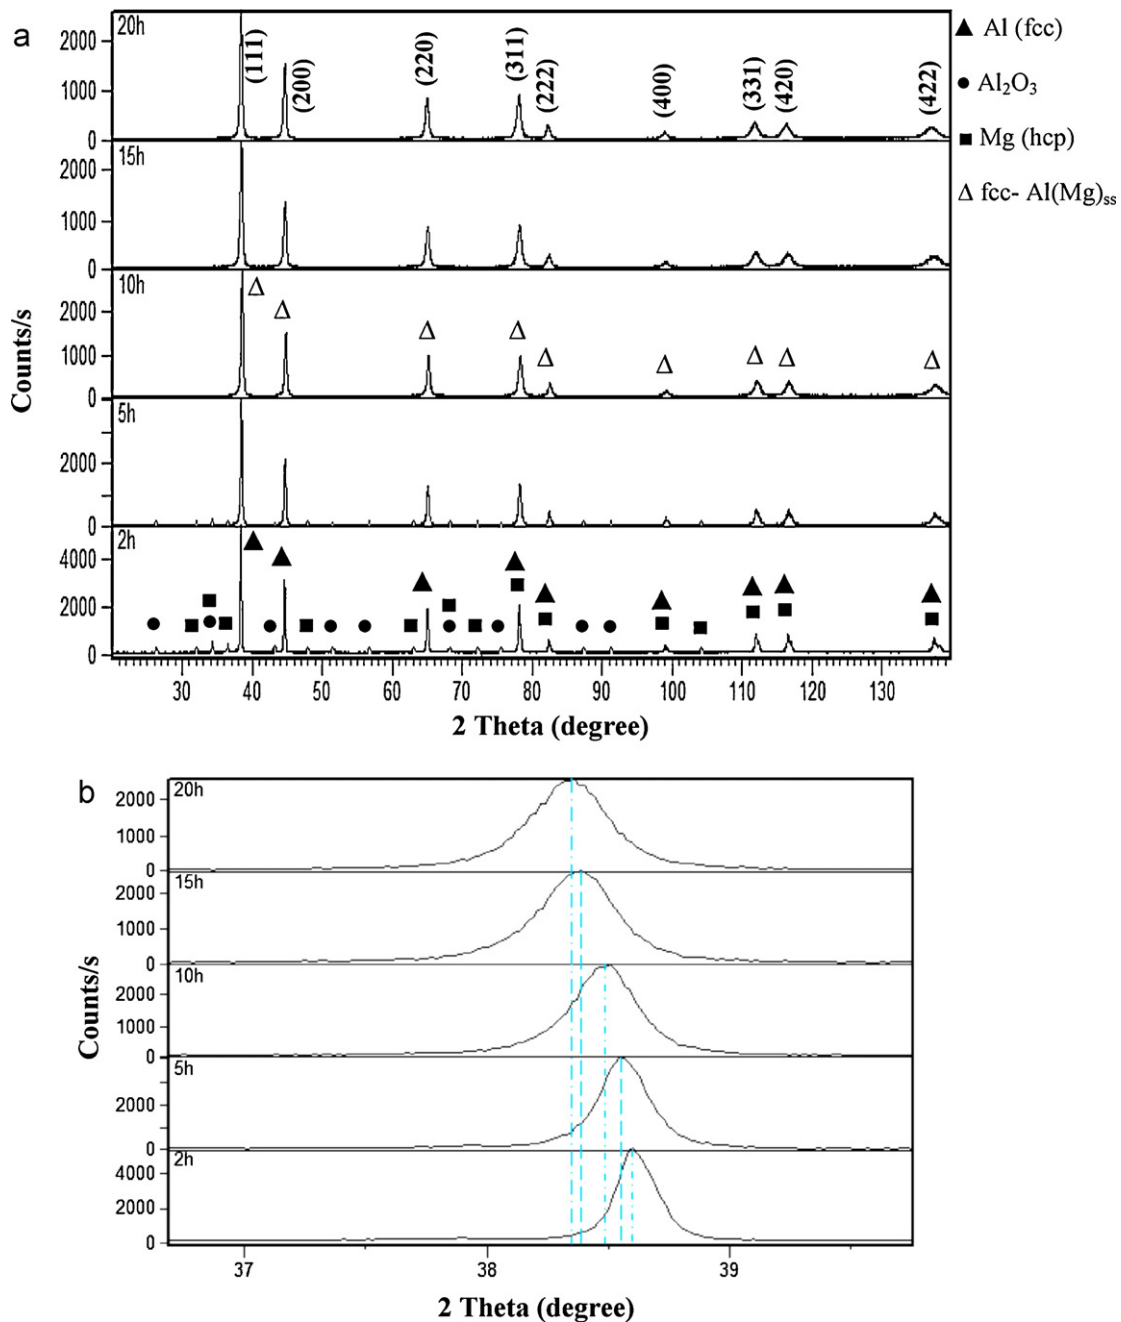 a
20h
2000
1000
0
(111)
(200)
(220)
(311)
(222)
(400)
(331)
(420)
(422)
▲ Al (fcc)
● Al₂O₃
■ Mg (hcp)
Δ fcc- Al(Mg)ss
15h
2000
1000
0
10h
2000
1000
0
Δ Δ Δ Δ Δ Δ Δ Δ Δ
5h
2000
0
2h
4000
2000
0
Counts/s
30 40 50 60 70 80 90 100 110 120 130
2 Theta (degree)
b
20h
2000
1000
0
15h
2000
1000
0
10h
2000
1000
0
5h
2000
0
2h
4000
2000
0
Counts/s
37 38 39
2 Theta (degree)